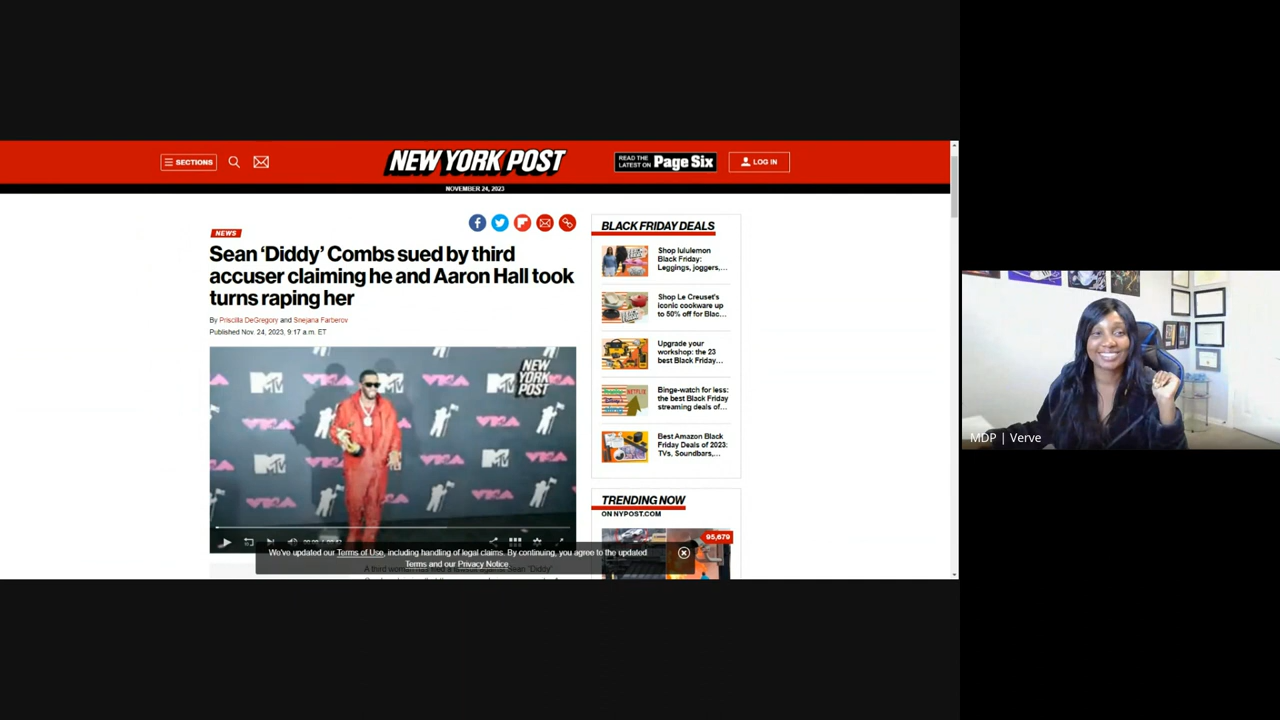 SECTIONS
NEW YORK POST
READ THE LATEST ON Page Six
LOG IN
NOVEMBER 24, 2023
NEWS
Sean ‘Diddy’ Combs sued by third
accuser claiming he and Aaron Hall took
turns raping her
By Priscilla DeGregory and Snejana Farberov
Published Nov. 24, 2023, 9:17 a.m. ET
NEW
YORK
POST
MTV
VMA
BLACK FRIDAY DEALS
Shop lululemon
Black Friday:
Leggings, joggers,...
Shop Le Creuset's
iconic cookware up
to 50% off for Blac...
Upgrade your
workshop: the 23
best Black Friday...
Binge-watch for less:
the best Black Friday
streaming deals of...
Best Amazon Black
Friday Deals of 2023:
TVs, Soundbars,...
TRENDING NOW
ON NYPOST.COM
95,679
We've updated our Terms of Use, including handling of legal claims. By continuing, you agree to the updated
Terms and our Privacy Notice.
MDP | Verve